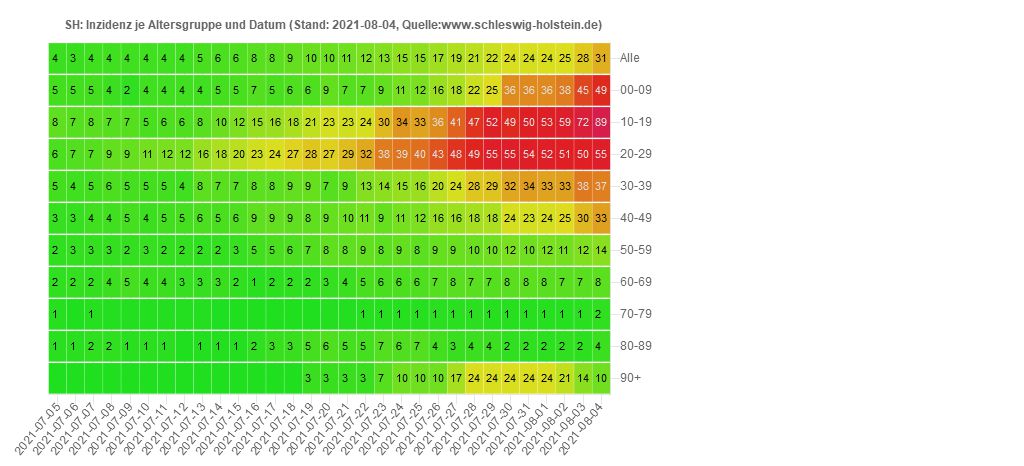 SH: Inzidenz je Altersgruppe und Datum (Stand: 2021-08-04, Quelle:www.schleswig-holstein.de)
4 3 4 4 4 4 4 4 5 6 6 8 8 9 10 10 11 12 13 15 15 17 19 21 22 24 24 24 25 28 31 Alle
5 5 5 4 2 4 4 4 4 5 5 7 5 6 6 9 7 7 9 11 12 16 18 22 25 36 36 36 38 45 49 00-09
8 7 8 7 7 5 6 6 8 10 12 15 16 18 21 23 23 24 30 34 33 36 41 47 52 49 50 53 59 72 89 10-19
6 7 7 9 9 11 12 12 16 18 20 23 24 27 28 27 29 32 38 39 40 43 48 49 55 55 54 52 51 50 55 20-29
5 4 5 6 5 5 5 4 8 7 7 8 8 9 9 7 9 13 14 15 16 20 24 28 29 32 34 33 33 38 37 30-39
3 3 4 4 5 4 5 5 6 5 6 9 9 9 8 9 10 11 9 11 12 16 16 18 18 24 23 24 25 30 33 40-49
2 3 3 3 2 3 2 2 2 2 3 5 5 6 7 8 8 9 8 9 8 9 9 10 10 12 10 12 11 12 14 50-59
2 2 2 4 5 4 4 3 3 3 2 1 2 2 2 3 4 5 6 6 6 7 8 7 7 8 8 8 7 7 8 60-69
1 1 1 1 1 1 1 1 1 1 1 1 1 1 2 70-79
1 1 2 2 1 1 1 1 1 1 2 3 3 5 6 5 5 7 6 7 4 3 4 4 2 2 2 2 2 4 80-89
3 3 3 3 7 10 10 10 17 24 24 24 24 24 21 14 10 90+
2021-07-05 2021-07-06 2021-07-07 2021-07-08 2021-07-09 2021-07-10 2021-07-11 2021-07-12 2021-07-13 2021-07-14 2021-07-15 2021-07-16 2021-07-17 2021-07-18 2021-07-19 2021-07-20 2021-07-21 2021-07-22 2021-07-23 2021-07-24 2021-07-25 2021-07-26 2021-07-27 2021-07-28 2021-07-29 2021-07-30 2021-07-31 2021-08-01 2021-08-02 2021-08-03 2021-08-04